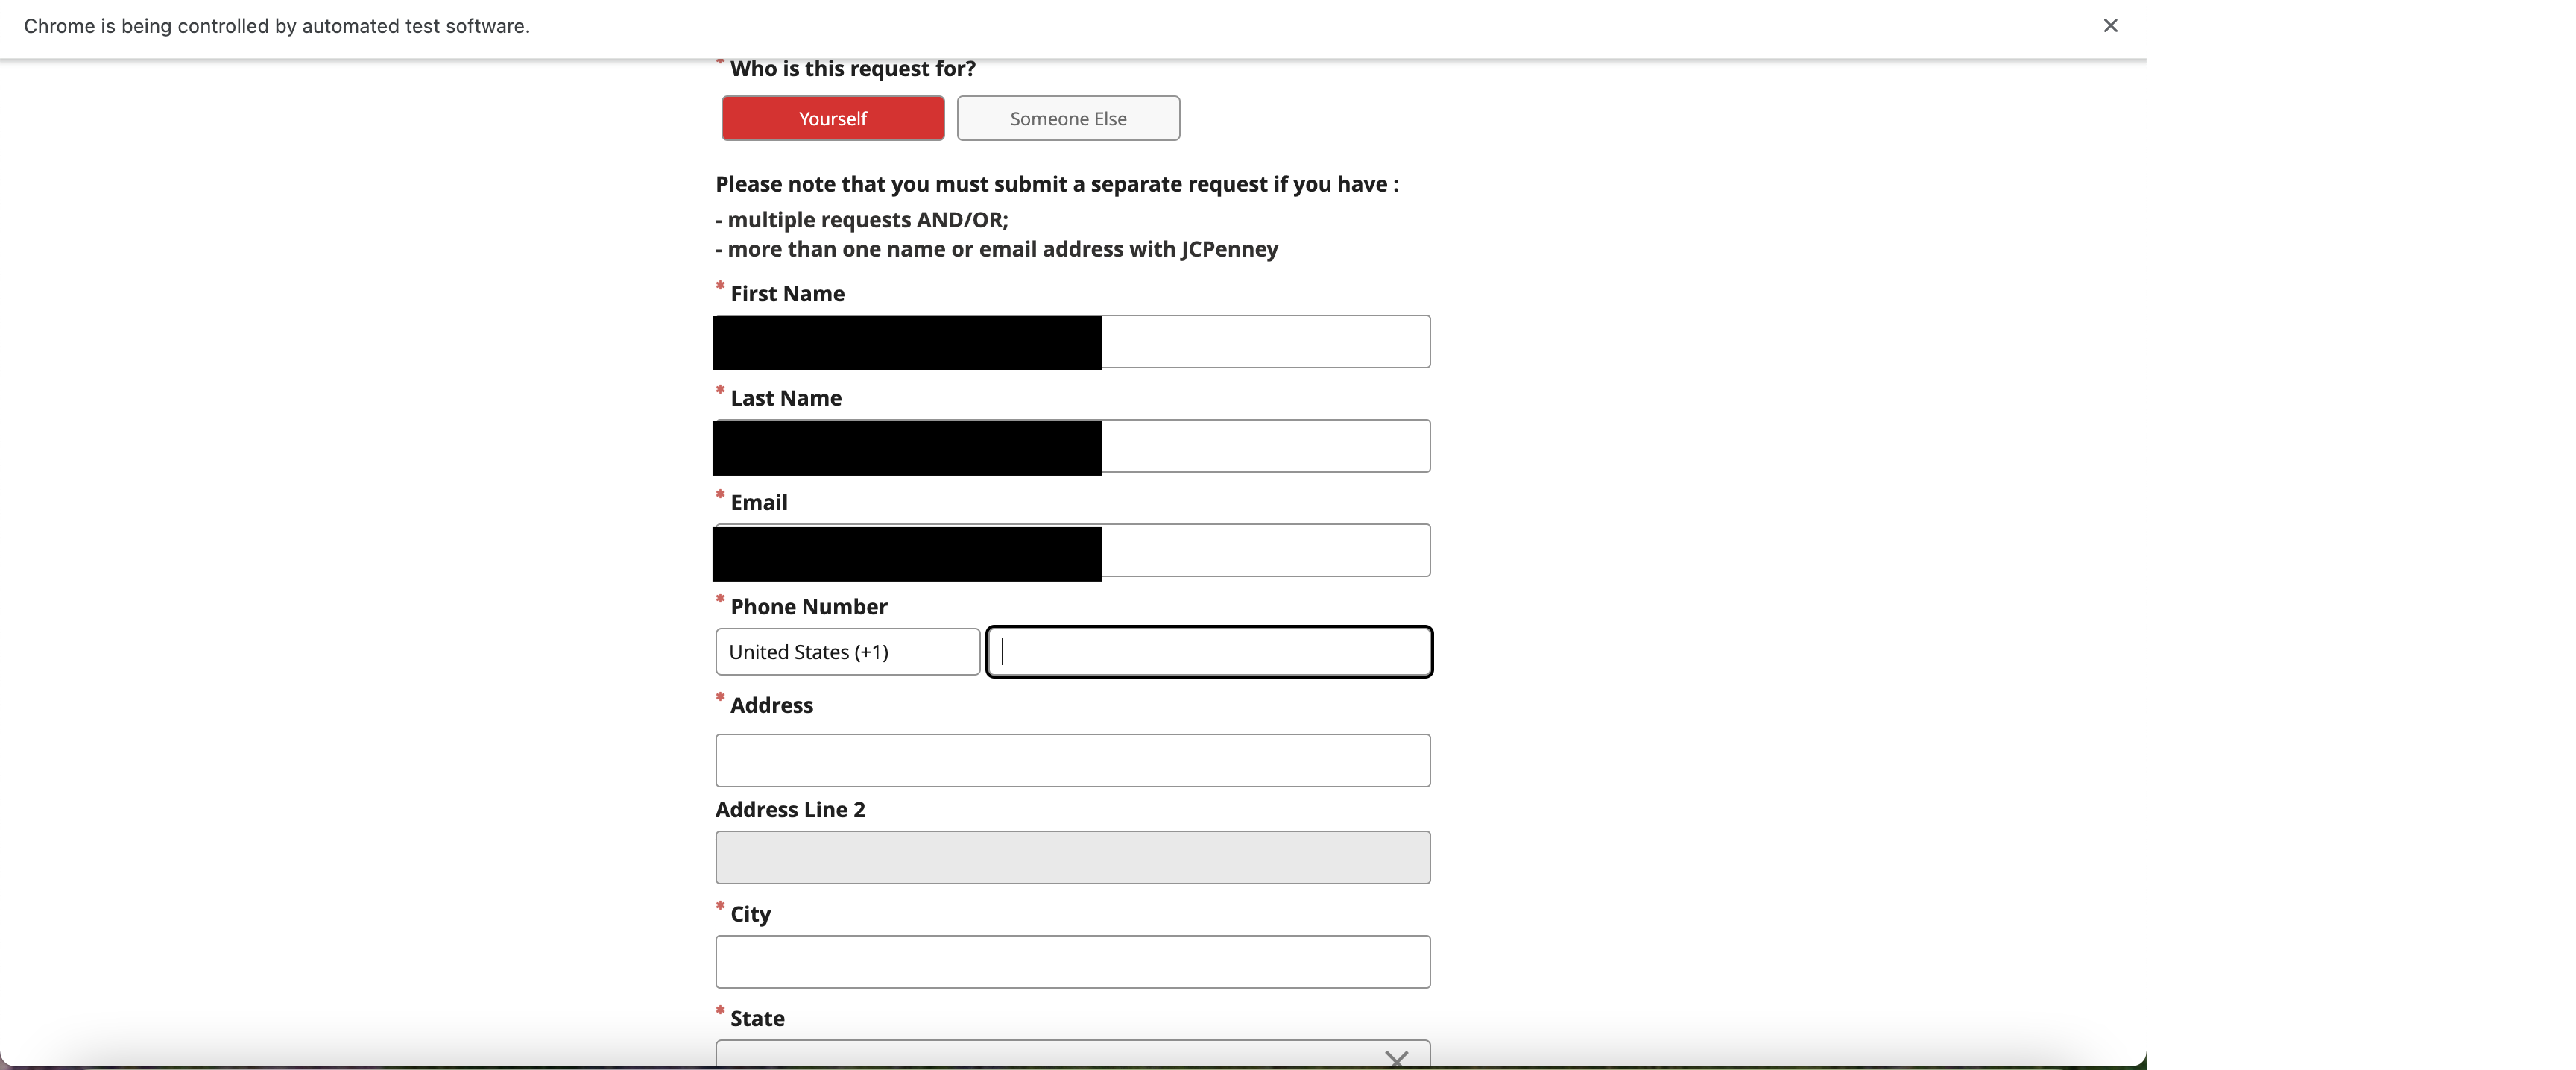 Chrome is being controlled by automated test software.
* Who is this request for?
Yourself
Someone Else
Please note that you must submit a separate request if you have :
- multiple requests AND/OR;
- more than one name or email address with JCPenney
* First Name
* Last Name
* Email
* Phone Number
United States (+1)
* Address
Address Line 2
* City
* State